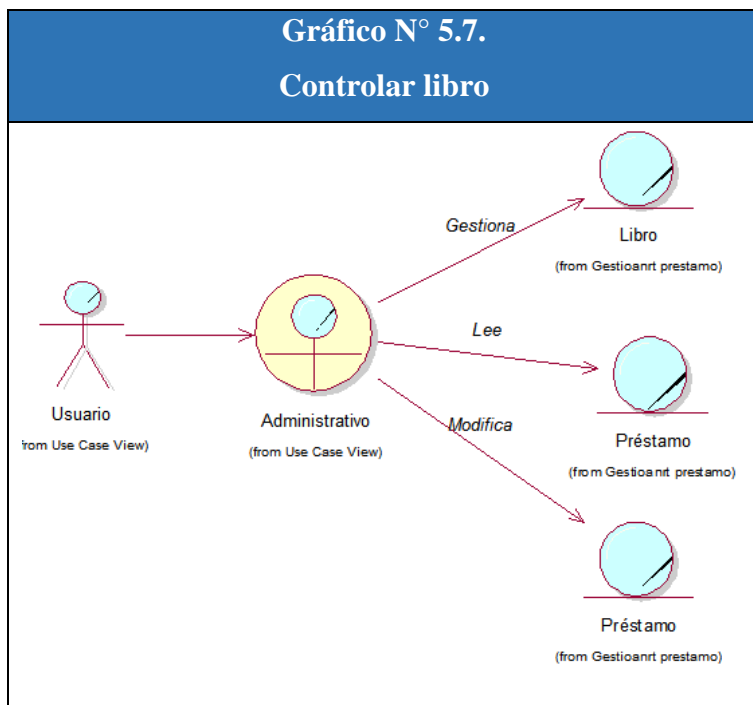 Gráfico N° 5.7.
Controlar libro
Gestiona
Libro
(from Gestioanrt prestamo)
Lee
Usuario
from Use Case View)
Administrativo
(from Use Case View)
Modifica
Préstamo
(from Gestioanrt prestamo)
Préstamo
(from Gestioanrt prestamo)